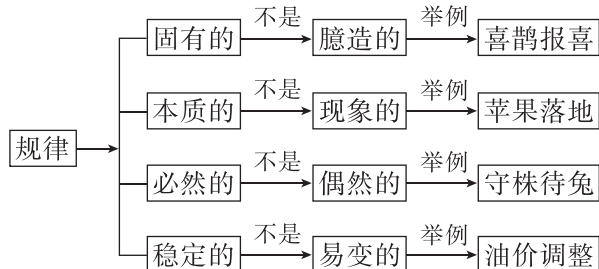 固有的 不是 臆造的 举例 喜鹊报喜
本质的 不是 现象的 举例 苹果落地
规律
必然的 不是 偶然的 举例 守株待兔
稳定的 不是 易变的 举例 油价调整